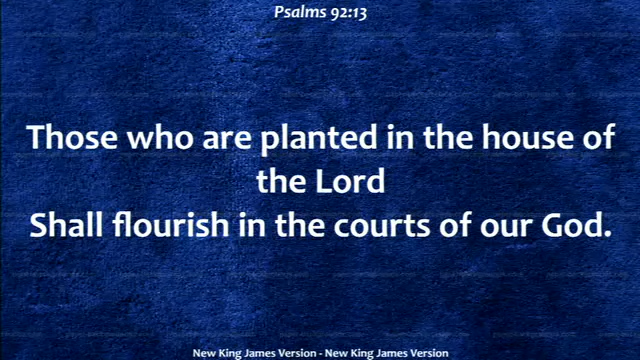 Psalms 92:13
Those who are planted in the house of
the Lord
Shall flourish in the courts of our God.
New King James Version - New King James Version